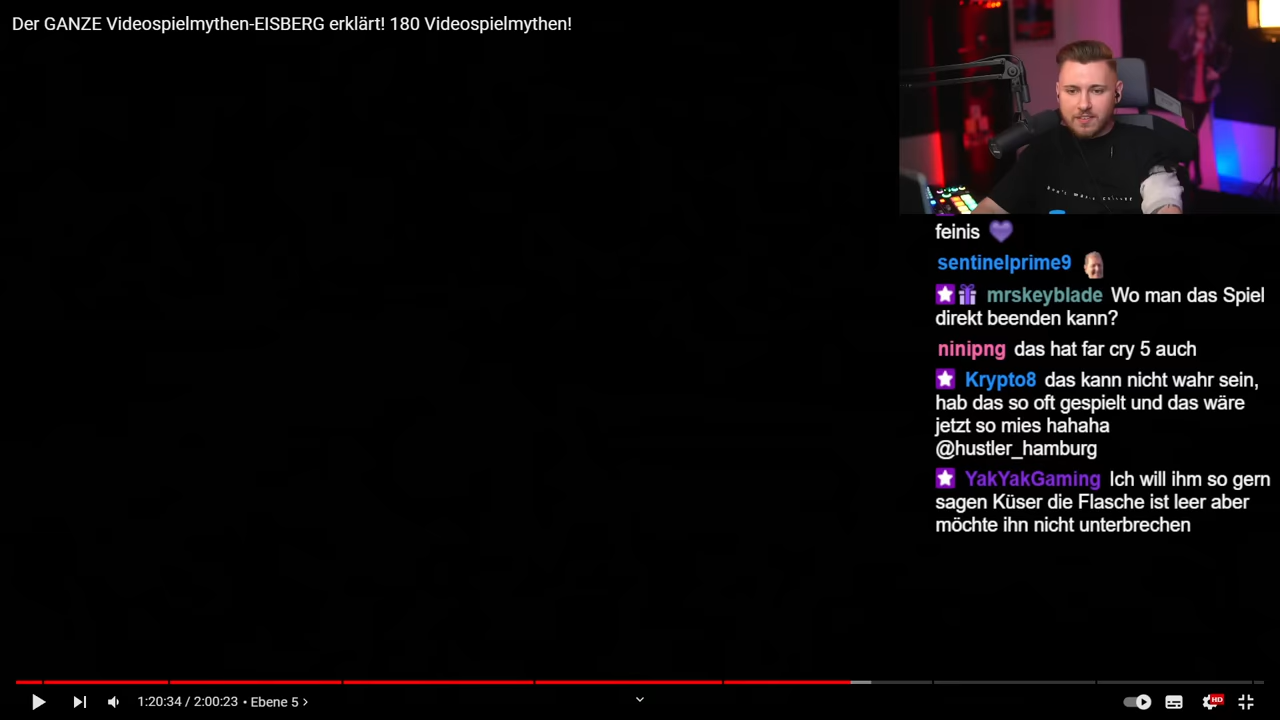 Der GANZE Videospielmythen-EISBERG erklärt! 180 Videospielmythen!
feinis
sentinelprime9
mrskeyblade Wo man das Spiel
direkt beenden kann?
ninipng das hat far cry 5 auch
Krypto8 das kann nicht wahr sein,
hab das so oft gespielt und das wäre
jetzt so mies hahaha
@hustler_hamburg
YakYakGaming Ich will ihm so gern
sagen Küser die Flasche ist leer aber
möchte ihn nicht unterbrechen
1:20:34 / 2:00:23 • Ebene 5 ›
HD